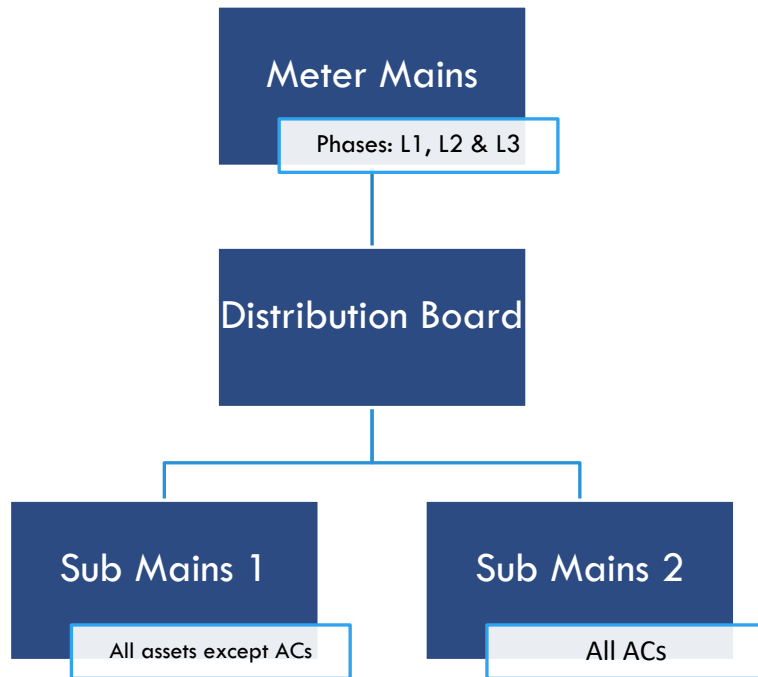 Meter Mains
Phases: L1, L2 & L3
Distribution Board
Sub Mains 1
All assets except ACs
Sub Mains 2
All ACs